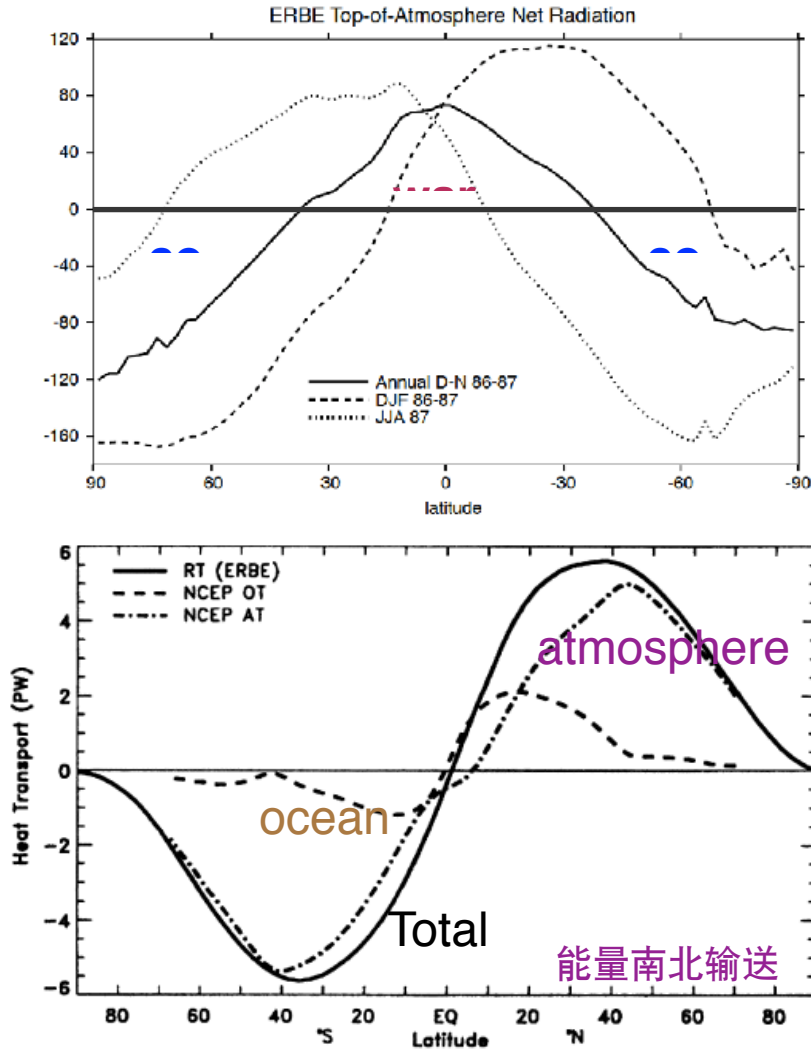 ERBE Top-of-Atmosphere Net Radiation
120
80
40
0
-40
-80
-120
-160
Annual D-N 86-87
DJF 86-87
JJA 87
90 60 30 0 -30 -60 -90
latitude
6
4
2
0
-2
-4
-6
Heat Transport (PW)
RT (ERBE)
NCEP OT
NCEP AT
atmosphere
ocean
Total
能量南北输送
80 60 40 20 EQ 20 40 60 80
°S Latitude °N